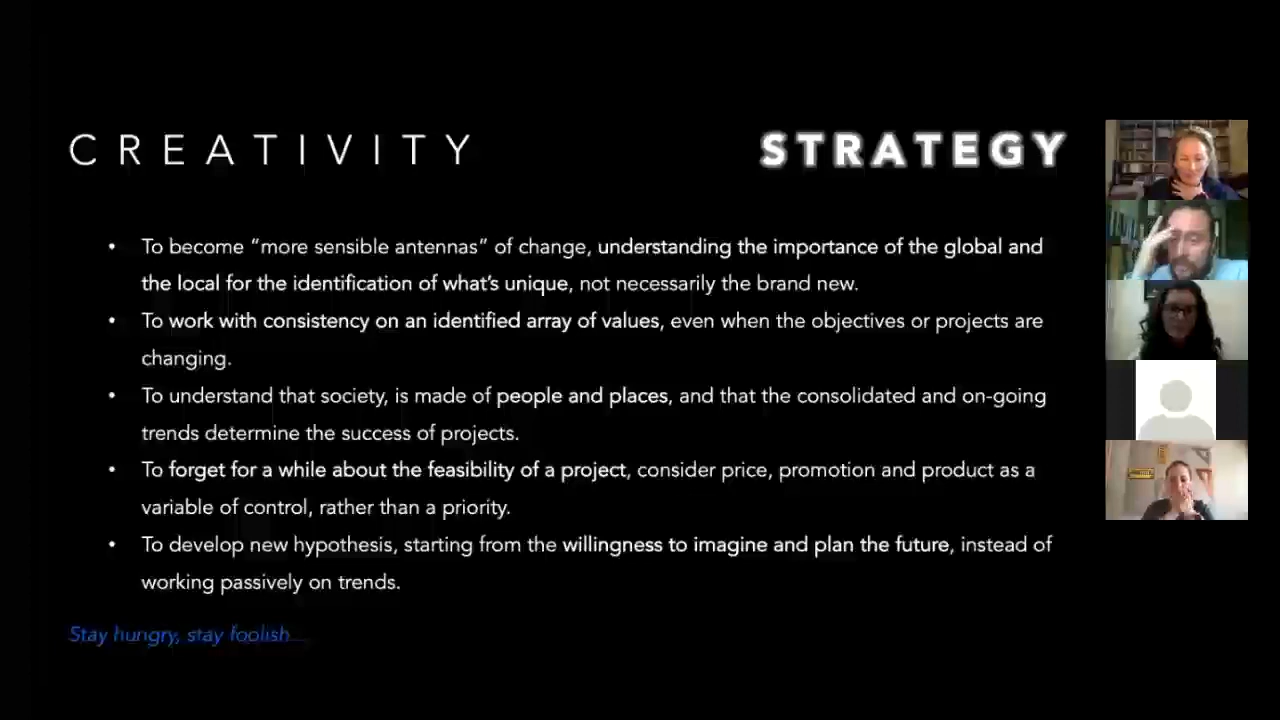 CREATIVITY STRATEGY
• To become “more sensible antennas” of change, understanding the importance of the global and
the local for the identification of what’s unique, not necessarily the brand new.
• To work with consistency on an identified array of values, even when the objectives or projects are
changing.
• To understand that society, is made of people and places, and that the consolidated and on-going
trends determine the success of projects.
• To forget for a while about the feasibility of a project, consider price, promotion and product as a
variable of control, rather than a priority.
• To develop new hypothesis, starting from the willingness to imagine and plan the future, instead of
working passively on trends.
Stay hungry, stay foolish...